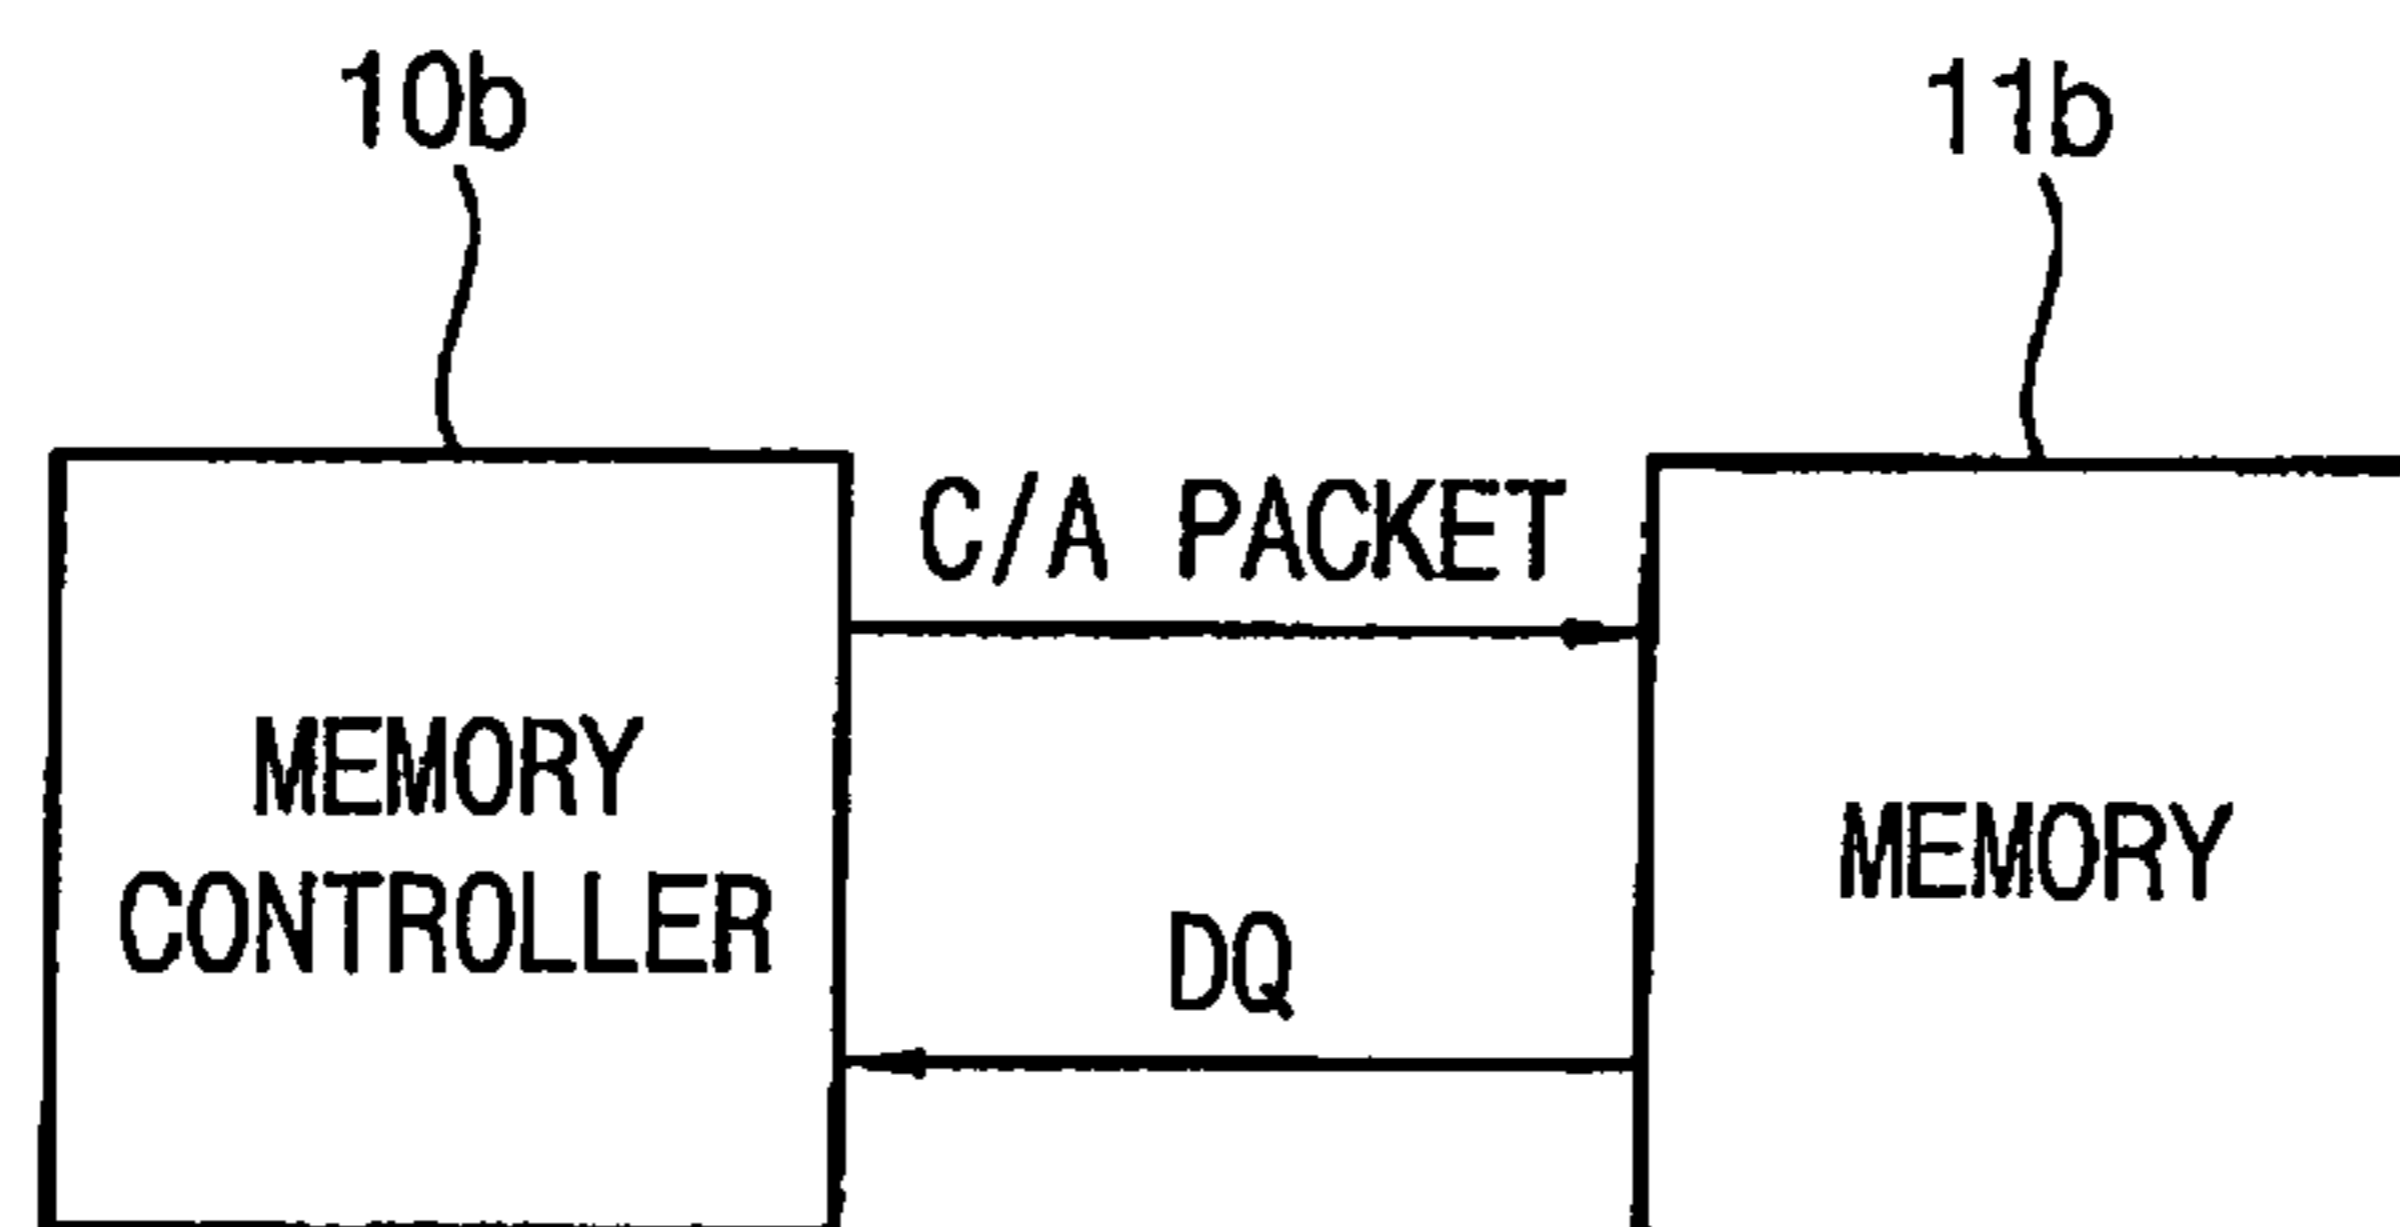 10b
11b
C/A PACKET
MEMORY
CONTROLLER
MEMORY
DQ